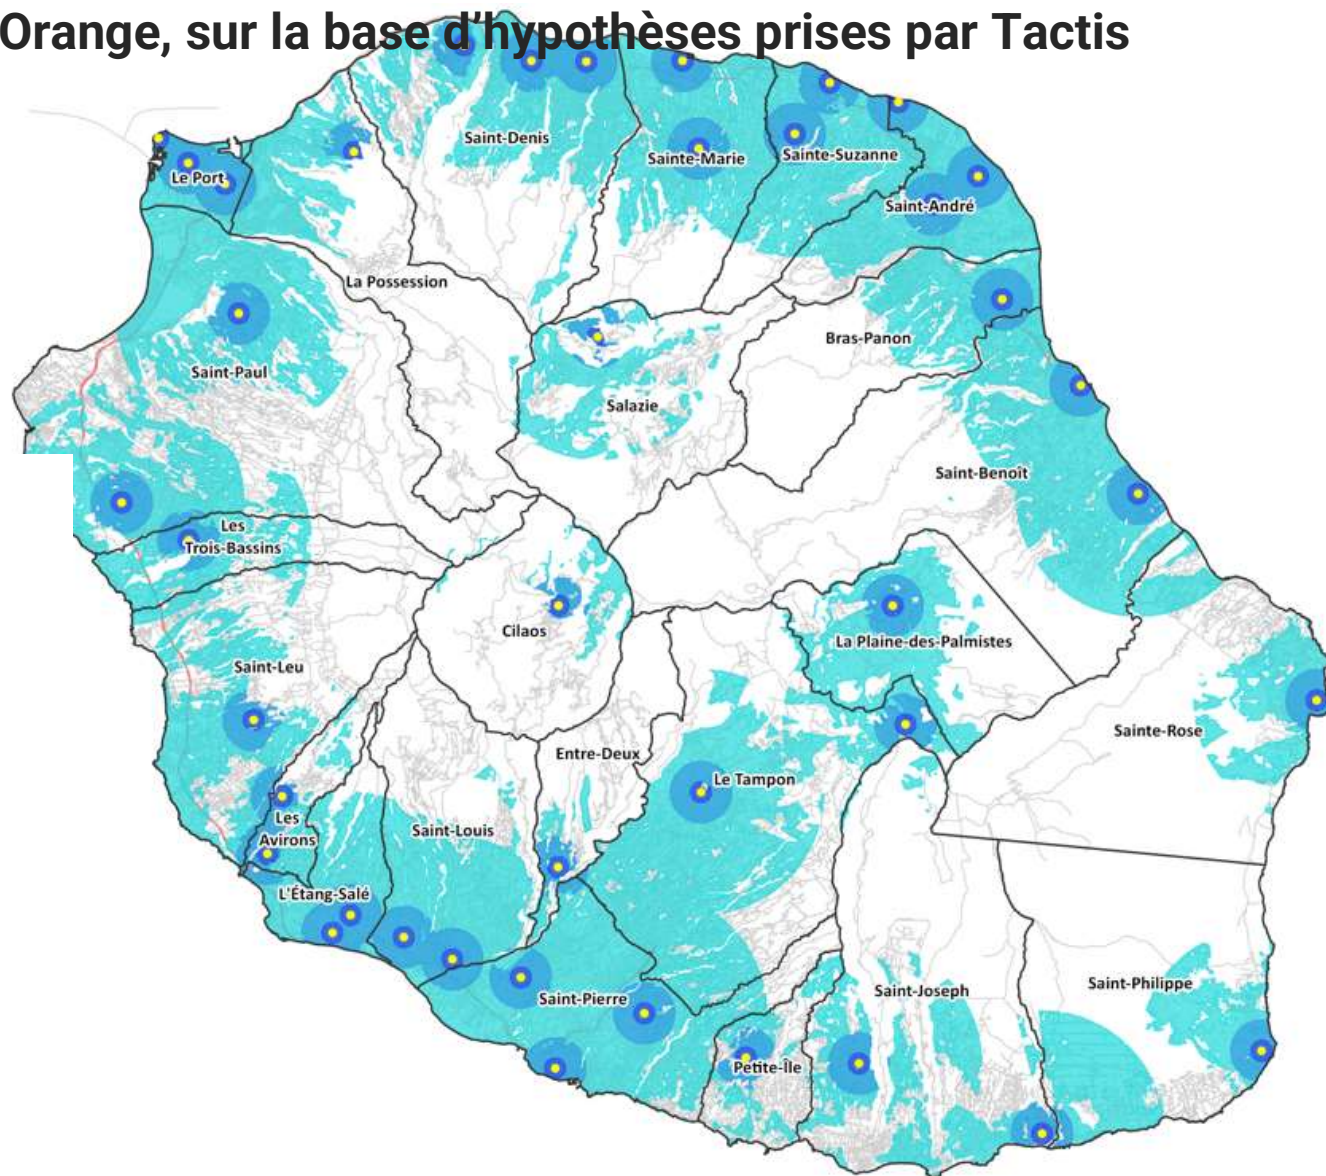 Orange, sur la base d'hypothèses prises par Tactis
Saint-Denis
Sainte-Marie
Sainte-Suzanne
Le Port
Saint-André
La Possession
Bras-Panon
Saint-Paul
Salazie
Saint-Benoît
Les
Trois-Bassins
Cilaos
La Plaine-des-Palmistes
Saint-Leu
Sainte-Rose
Entre-Deux
Le Tampon
Les
Avirons
Saint-Louis
L'Étang-Salé
Saint-Philippe
Saint-Joseph
Saint-Pierre
Petite-Île